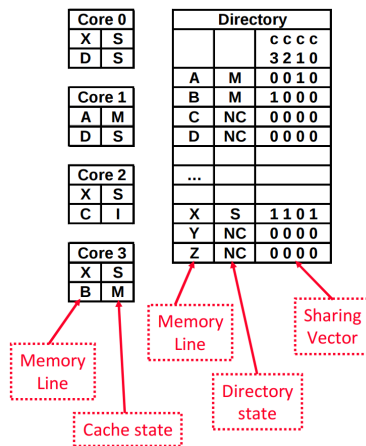 Core 0
X S
D S
Core 1
A M
D S
Core 2
X S
C I
Core 3
X S
B M
Directory
c c c c
3 2 1 0
A M 0 0 1 0
B M 1 0 0 0
C NC 0 0 0 0
D NC 0 0 0 0
...
X S 1 1 0 1
Y NC 0 0 0 0
Z NC 0 0 0 0
Memory
Line
Cache state
Memory
Line
Directory
state
Sharing
Vector